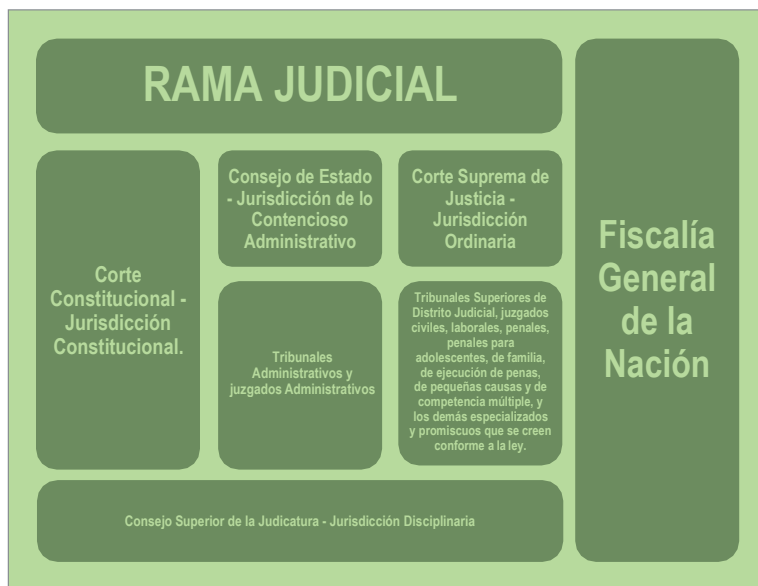 RAMA JUDICIAL
Corte
Constitucional -
Jurisdicción
Constitucional.
Consejo de Estado
- Jurisdicción de lo
Contencioso
Administrativo
Tribunales
Administrativos y
juzgados Administrativos
Corte Suprema de
Justicia -
Jurisdicción
Ordinaria
Tribunales Superiores de
Distrito Judicial, juzgados
civiles, laborales, penales,
penales para
adolescentes, de familia,
de ejecución de penas,
de pequeñas causas y de
competencia múltiple, y
los demás especializados
y promiscuos que se creen
conforme a la ley.
Consejo Superior de la Judicatura - Jurisdicción Disciplinaria
Fiscalía
General
de la
Nación